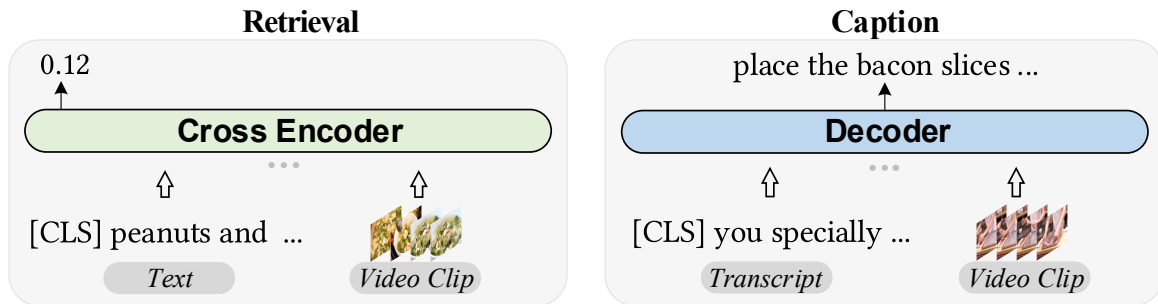 Retrieval
0.12
Cross Encoder
...
[CLS] peanuts and ...
Text
Video Clip
Caption
place the bacon slices ...
Decoder
...
[CLS] you specially ...
Transcript
Video Clip